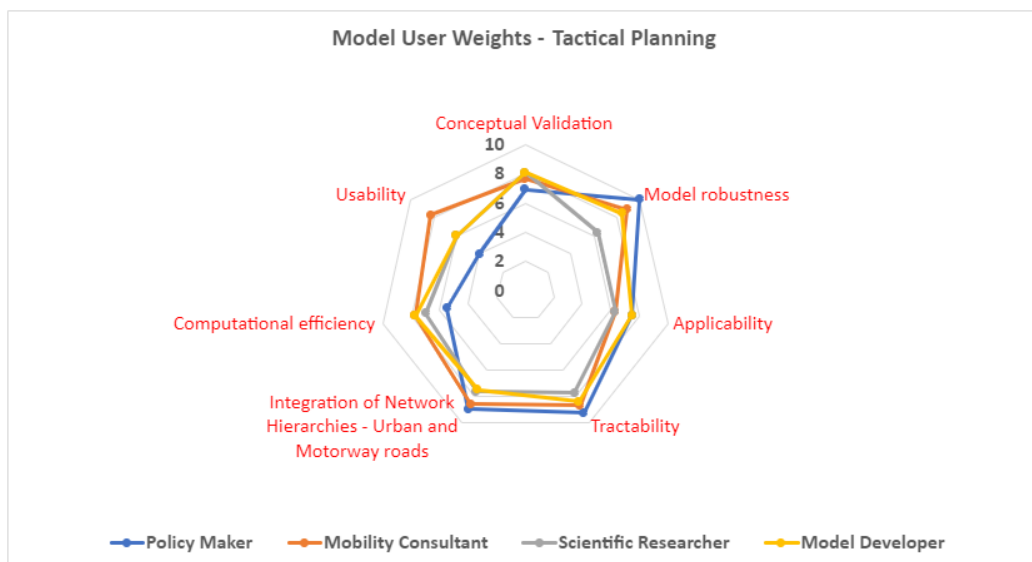 Model User Weights - Tactical Planning
Conceptual Validation
10
8
6
4
2
0
Usability
Model robustness
Computational efficiency
Applicability
Integration of Network
Hierarchies - Urban and
Motorway roads
Tractability
Policy Maker
Mobility Consultant
Scientific Researcher
Model Developer